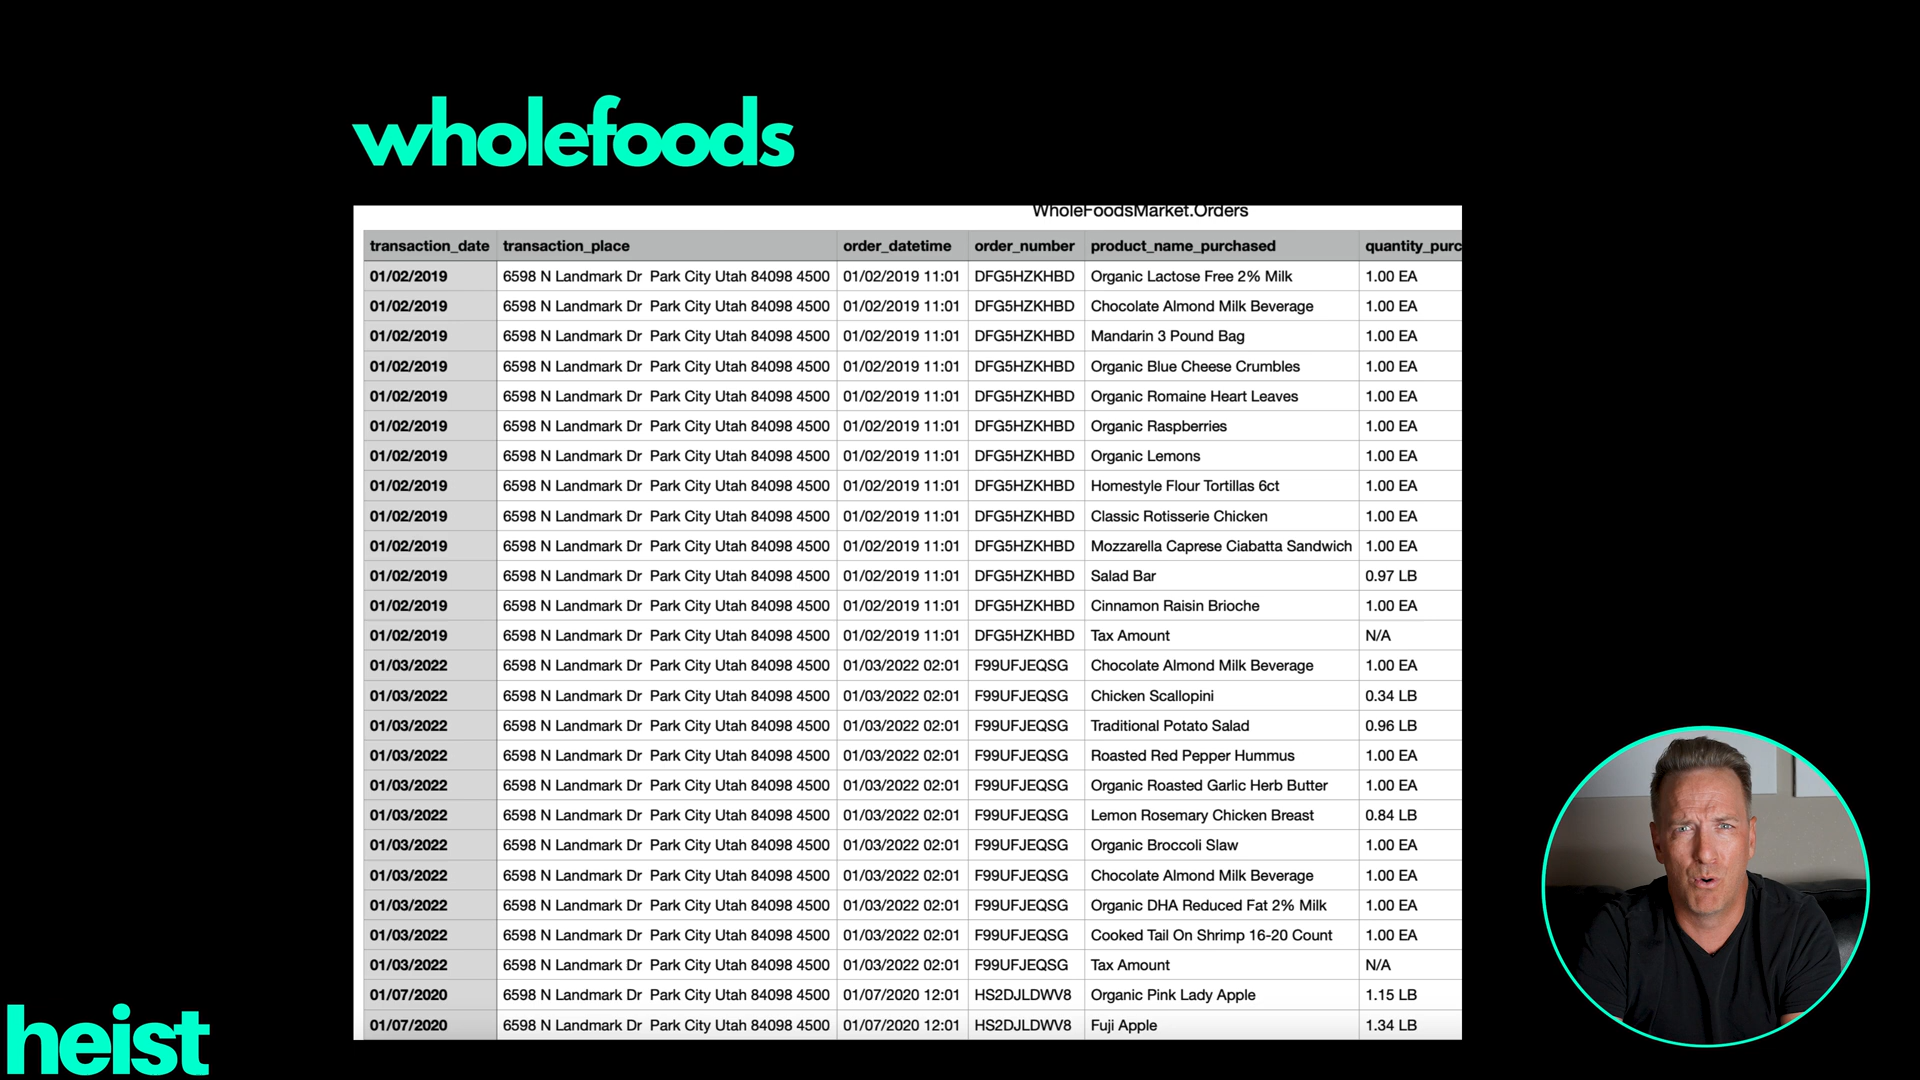 wholefoods
WholeFoodsMarket.Orders
transaction_date transaction_place order_datetime order_number product_name_purchased quantity_purc
01/02/2019 6598 N Landmark Dr Park City Utah 84098 4500 01/02/2019 11:01 DFG5HZKHBD Organic Lactose Free 2% Milk 1.00 EA
01/02/2019 6598 N Landmark Dr Park City Utah 84098 4500 01/02/2019 11:01 DFG5HZKHBD Chocolate Almond Milk Beverage 1.00 EA
01/02/2019 6598 N Landmark Dr Park City Utah 84098 4500 01/02/2019 11:01 DFG5HZKHBD Mandarin 3 Pound Bag 1.00 EA
01/02/2019 6598 N Landmark Dr Park City Utah 84098 4500 01/02/2019 11:01 DFG5HZKHBD Organic Blue Cheese Crumbles 1.00 EA
01/02/2019 6598 N Landmark Dr Park City Utah 84098 4500 01/02/2019 11:01 DFG5HZKHBD Organic Romaine Heart Leaves 1.00 EA
01/02/2019 6598 N Landmark Dr Park City Utah 84098 4500 01/02/2019 11:01 DFG5HZKHBD Organic Raspberries 1.00 EA
01/02/2019 6598 N Landmark Dr Park City Utah 84098 4500 01/02/2019 11:01 DFG5HZKHBD Organic Lemons 1.00 EA
01/02/2019 6598 N Landmark Dr Park City Utah 84098 4500 01/02/2019 11:01 DFG5HZKHBD Homestyle Flour Tortillas 6ct 1.00 EA
01/02/2019 6598 N Landmark Dr Park City Utah 84098 4500 01/02/2019 11:01 DFG5HZKHBD Classic Rotisserie Chicken 1.00 EA
01/02/2019 6598 N Landmark Dr Park City Utah 84098 4500 01/02/2019 11:01 DFG5HZKHBD Mozzarella Caprese Ciabatta Sandwich 1.00 EA
01/02/2019 6598 N Landmark Dr Park City Utah 84098 4500 01/02/2019 11:01 DFG5HZKHBD Salad Bar 0.97 LB
01/02/2019 6598 N Landmark Dr Park City Utah 84098 4500 01/02/2019 11:01 DFG5HZKHBD Cinnamon Raisin Brioche 1.00 EA
01/02/2019 6598 N Landmark Dr Park City Utah 84098 4500 01/02/2019 11:01 DFG5HZKHBD Tax Amount N/A
01/03/2022 6598 N Landmark Dr Park City Utah 84098 4500 01/03/2022 02:01 F99UFJEQSG Chocolate Almond Milk Beverage 1.00 EA
01/03/2022 6598 N Landmark Dr Park City Utah 84098 4500 01/03/2022 02:01 F99UFJEQSG Chicken Scallopini 0.34 LB
01/03/2022 6598 N Landmark Dr Park City Utah 84098 4500 01/03/2022 02:01 F99UFJEQSG Traditional Potato Salad 0.96 LB
01/03/2022 6598 N Landmark Dr Park City Utah 84098 4500 01/03/2022 02:01 F99UFJEQSG Roasted Red Pepper Hummus 1.00 EA
01/03/2022 6598 N Landmark Dr Park City Utah 84098 4500 01/03/2022 02:01 F99UFJEQSG Organic Roasted Garlic Herb Butter 1.00 EA
01/03/2022 6598 N Landmark Dr Park City Utah 84098 4500 01/03/2022 02:01 F99UFJEQSG Lemon Rosemary Chicken Breast 0.84 LB
01/03/2022 6598 N Landmark Dr Park City Utah 84098 4500 01/03/2022 02:01 F99UFJEQSG Organic Broccoli Slaw 1.00 EA
01/03/2022 6598 N Landmark Dr Park City Utah 84098 4500 01/03/2022 02:01 F99UFJEQSG Chocolate Almond Milk Beverage 1.00 EA
01/03/2022 6598 N Landmark Dr Park City Utah 84098 4500 01/03/2022 02:01 F99UFJEQSG Organic DHA Reduced Fat 2% Milk 1.00 EA
01/03/2022 6598 N Landmark Dr Park City Utah 84098 4500 01/03/2022 02:01 F99UFJEQSG Cooked Tail On Shrimp 16-20 Count 1.00 EA
01/03/2022 6598 N Landmark Dr Park City Utah 84098 4500 01/03/2022 02:01 F99UFJEQSG Tax Amount N/A
01/07/2020 6598 N Landmark Dr Park City Utah 84098 4500 01/07/2020 12:01 HS2DJLDWV8 Organic Pink Lady Apple 1.15 LB
01/07/2020 6598 N Landmark Dr Park City Utah 84098 4500 01/07/2020 12:01 HS2DJLDWV8 Fuji Apple 1.34 LB
heist